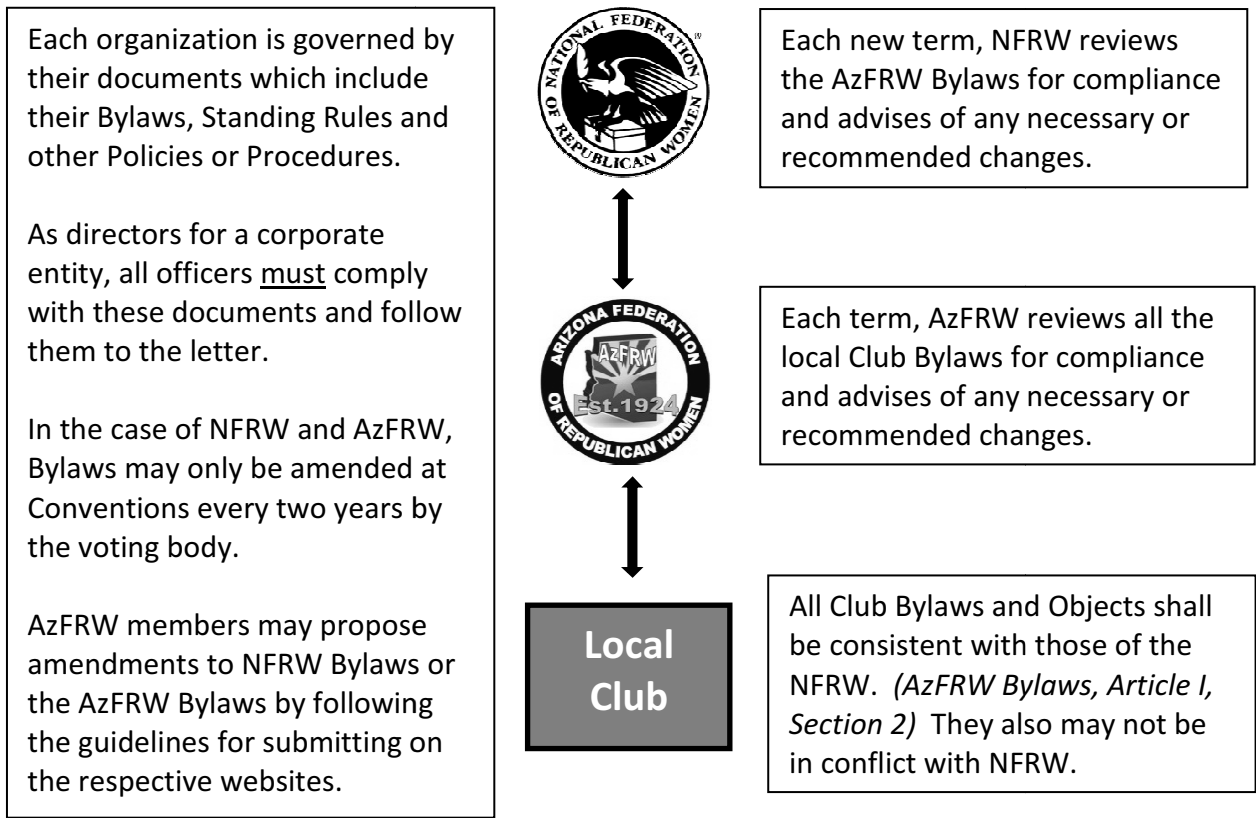 Each organization is governed by
their documents which include
their Bylaws, Standing Rules and
other Policies or Procedures.
As directors for a corporate
entity, all officers must comply
with these documents and follow
them to the letter.
In the case of NFRW and AzFRW,
Bylaws may only be amended at
Conventions every two years by
the voting body.
AzFRW members may propose
amendments to NFRW Bylaws or
the AzFRW Bylaws by following
the guidelines for submitting on
the respective websites.
NATIONAL FEDERATION
OF REPUBLICAN WOMEN
Each new term, NFRW reviews
the AzFRW Bylaws for compliance
and advises of any necessary or
recommended changes.
ARIZONA FEDERATION
AzFRW
Est.1924
OF REPUBLICAN WOMEN
Each term, AzFRW reviews all the
local Club Bylaws for compliance
and advises of any necessary or
recommended changes.
Local
Club
All Club Bylaws and Objects shall
be consistent with those of the
NFRW.  (AzFRW Bylaws, Article I,
Section 2)  They also may not be
in conflict with NFRW.